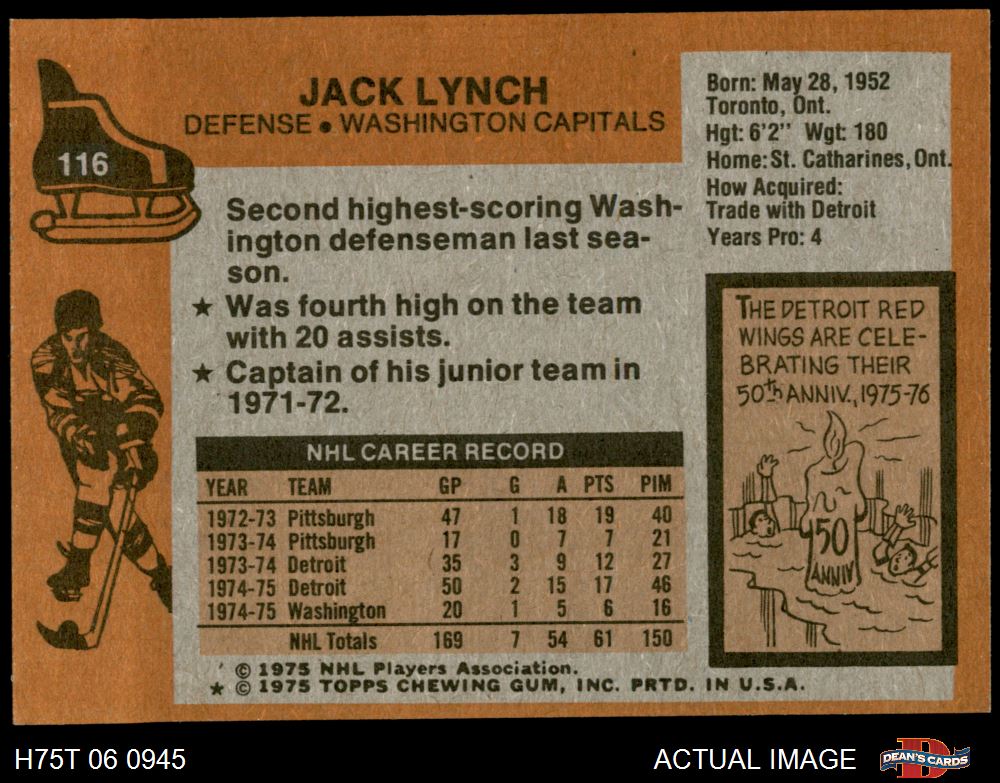 116
JACK LYNCH
DEFENSE • WASHINGTON CAPITALS
Born: May 28, 1952
Toronto, Ont.
Hgt: 6'2" Wgt: 180
Home: St. Catharines, Ont.
How Acquired:
Trade with Detroit
Years Pro: 4
Second highest-scoring Wash-
ington defenseman last sea-
son.
★ Was fourth high on the team
with 20 assists.
★ Captain of his junior team in
1971-72.
NHL CAREER RECORD
YEAR TEAM GP G A PTS PIM
1972-73 Pittsburgh 47 1 18 19 40
1973-74 Pittsburgh 17 0 7 7 21
1973-74 Detroit 35 3 9 12 27
1974-75 Detroit 50 2 15 17 46
1974-75 Washington 20 1 5 6 16
NHL Totals 169 7 54 61 150
THE DETROIT RED
WINGS ARE CELE-
BRATING THEIR
50th ANNIV., 1975-76
50
ANNIV
© 1975 NHL Players Association.
★ © 1975 TOPPS CHEWING GUM, INC. PRTD. IN U.S.A.
H75T 06 0945
ACTUAL IMAGE
DEAN'S CARDS